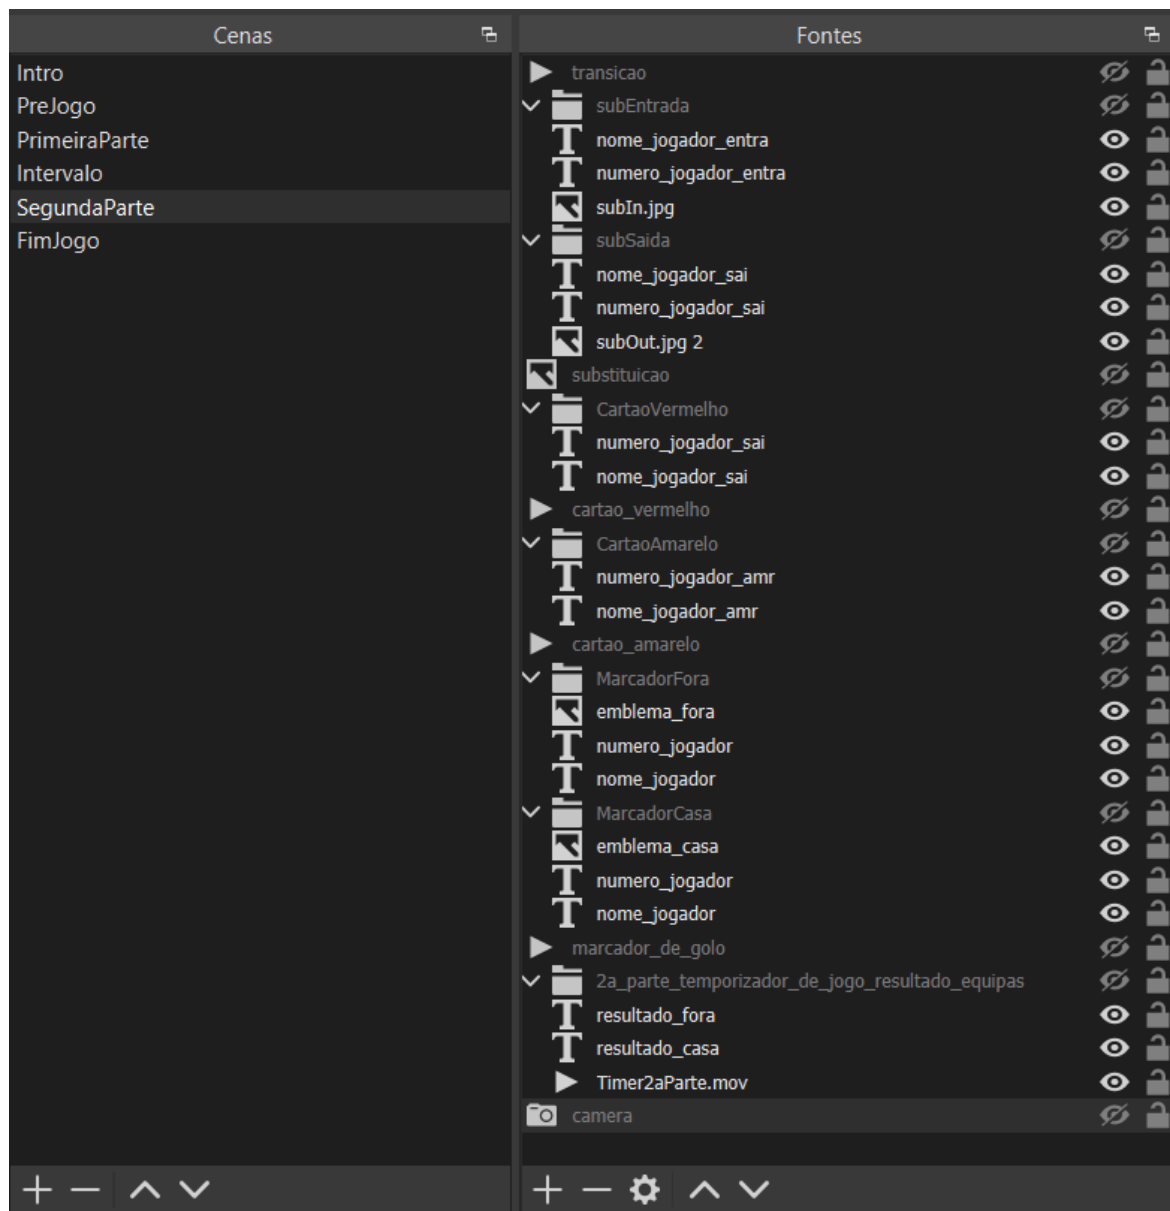 Cenas
Intro
PreJogo
PrimeiraParte
Intervalo
SegundaParte
FimJogo
Fontes
transicao
subEntrada
nome_jogador_entra
numero_jogador_entra
subIn.jpg
subSaida
nome_jogador_sai
numero_jogador_sai
subOut.jpg 2
substituicao
CartaoVermelho
numero_jogador_sai
nome_jogador_sai
cartao_vermelho
CartaoAmarelo
numero_jogador_amr
nome_jogador_amr
cartao_amarelo
MarcadorFora
emblema_fora
numero_jogador
nome_jogador
MarcadorCasa
emblema_casa
numero_jogador
nome_jogador
marcador_de_golo
2a_parte_temporizador_de_jogo_resultado_equipas
resultado_fora
resultado_casa
Timer2aParte.mov
camera